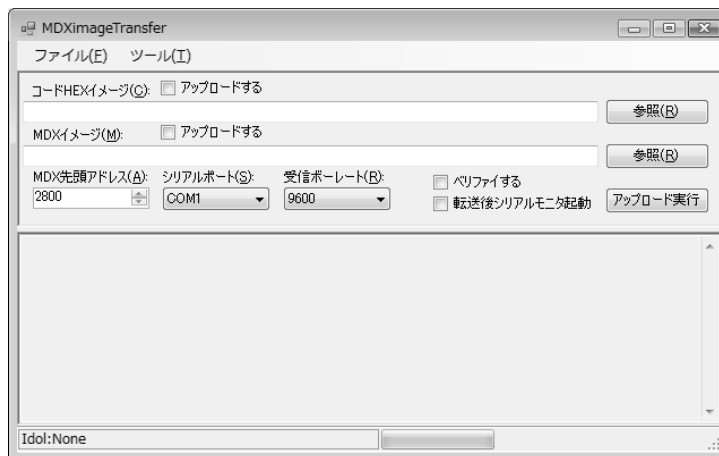 MDXimageTransfer
ファイル(F) ツール(T)
コードHEXイメージ(C): アップロードする
参照(R)
MDXイメージ(M): アップロードする
参照(R)
MDX先頭アドレス(A): シリアルポート(S): 受信ボーレート(R): ベリファイする
2800 COM1 9600 転送後シリアルモニタ起動 アップロード実行
Idol:None